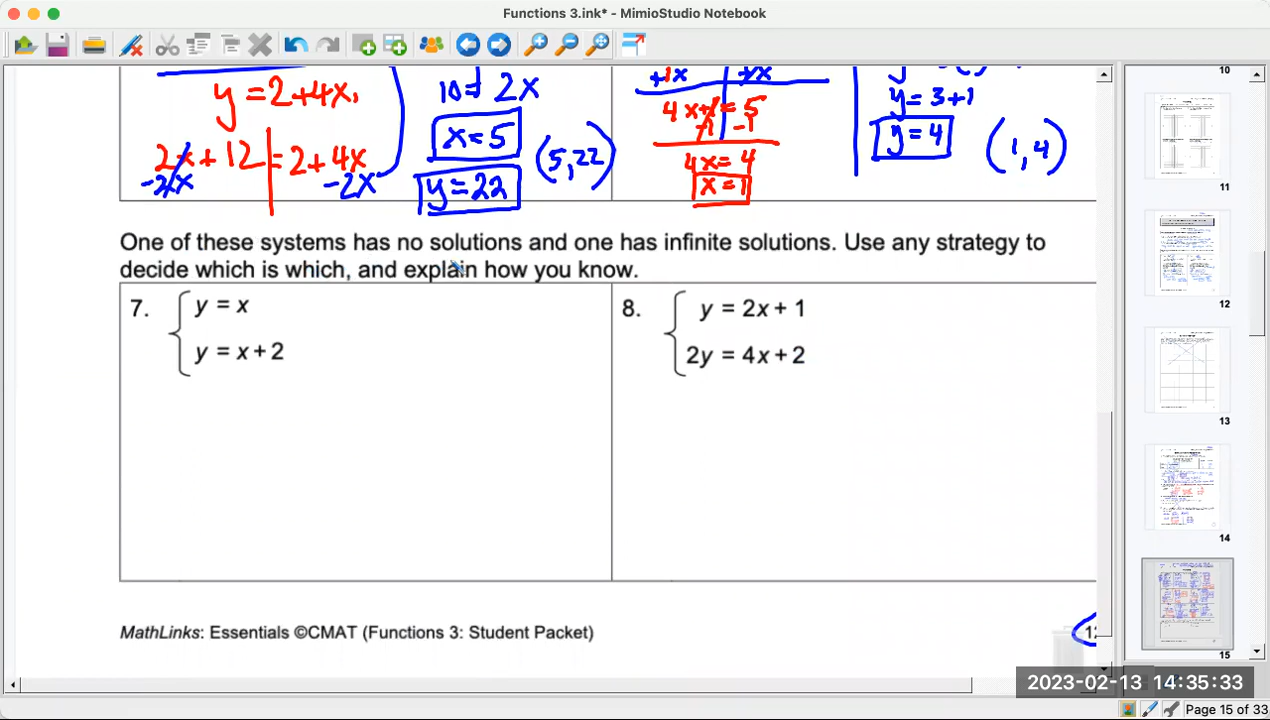 Functions 3.ink* - MimioStudio Notebook
y = 2+4x,
2x + 12 = 2 + 4x
-2x -2x
10 = 2x
x = 5
y = 22
(5,22)
+1x +x
4x+1 = 5
-1 -1
4x = 4
x = 1
y = 3+1
y = 4
(1,4)
One of these systems has no solutions and one has infinite solutions. Use any strategy to
decide which is which, and explain how you know.
7. y = x
y = x + 2
8. y = 2x + 1
2y = 4x + 2
MathLinks: Essentials ©CMAT (Functions 3: Student Packet)
12
10
11
12
13
14
15
2023-02-13 14:35:33
Page 15 of 33